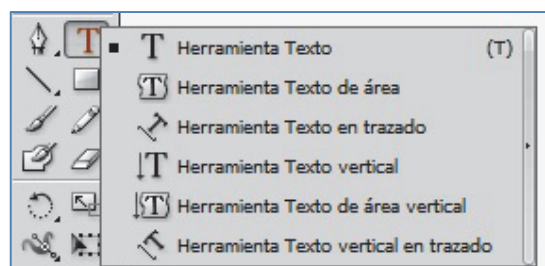 Herramienta Texto (T)
Herramienta Texto de área
Herramienta Texto en trazado
Herramienta Texto vertical
Herramienta Texto de área vertical
Herramienta Texto vertical en trazado